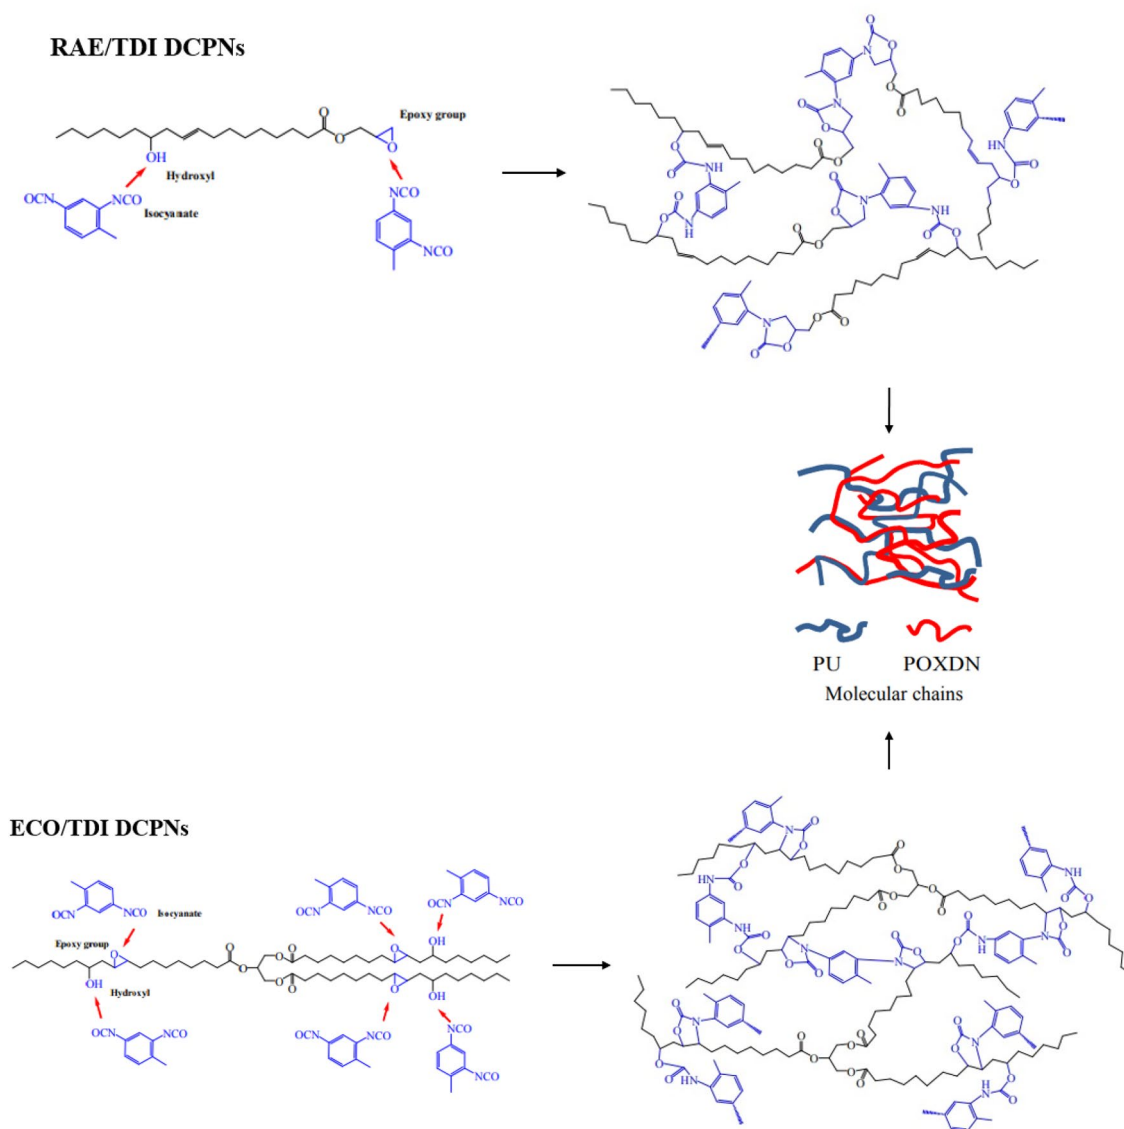 RAE/TDI DCPNs
O
O
Epoxy group
O
OH
Hydroxyl
OCN
NCO
Isocyanate
NCO
NCO
PU
POXDN
Molecular chains
ECO/TDI DCPNs
OCN
NCO
Isocyanate
OCN
NCO
OCN
NCO
Epoxy group
O
O
OH
O
O
O
OH
Hydroxyl
O
O
O
OH
OCN
NCO
OCN
NCO
NCO
NCO